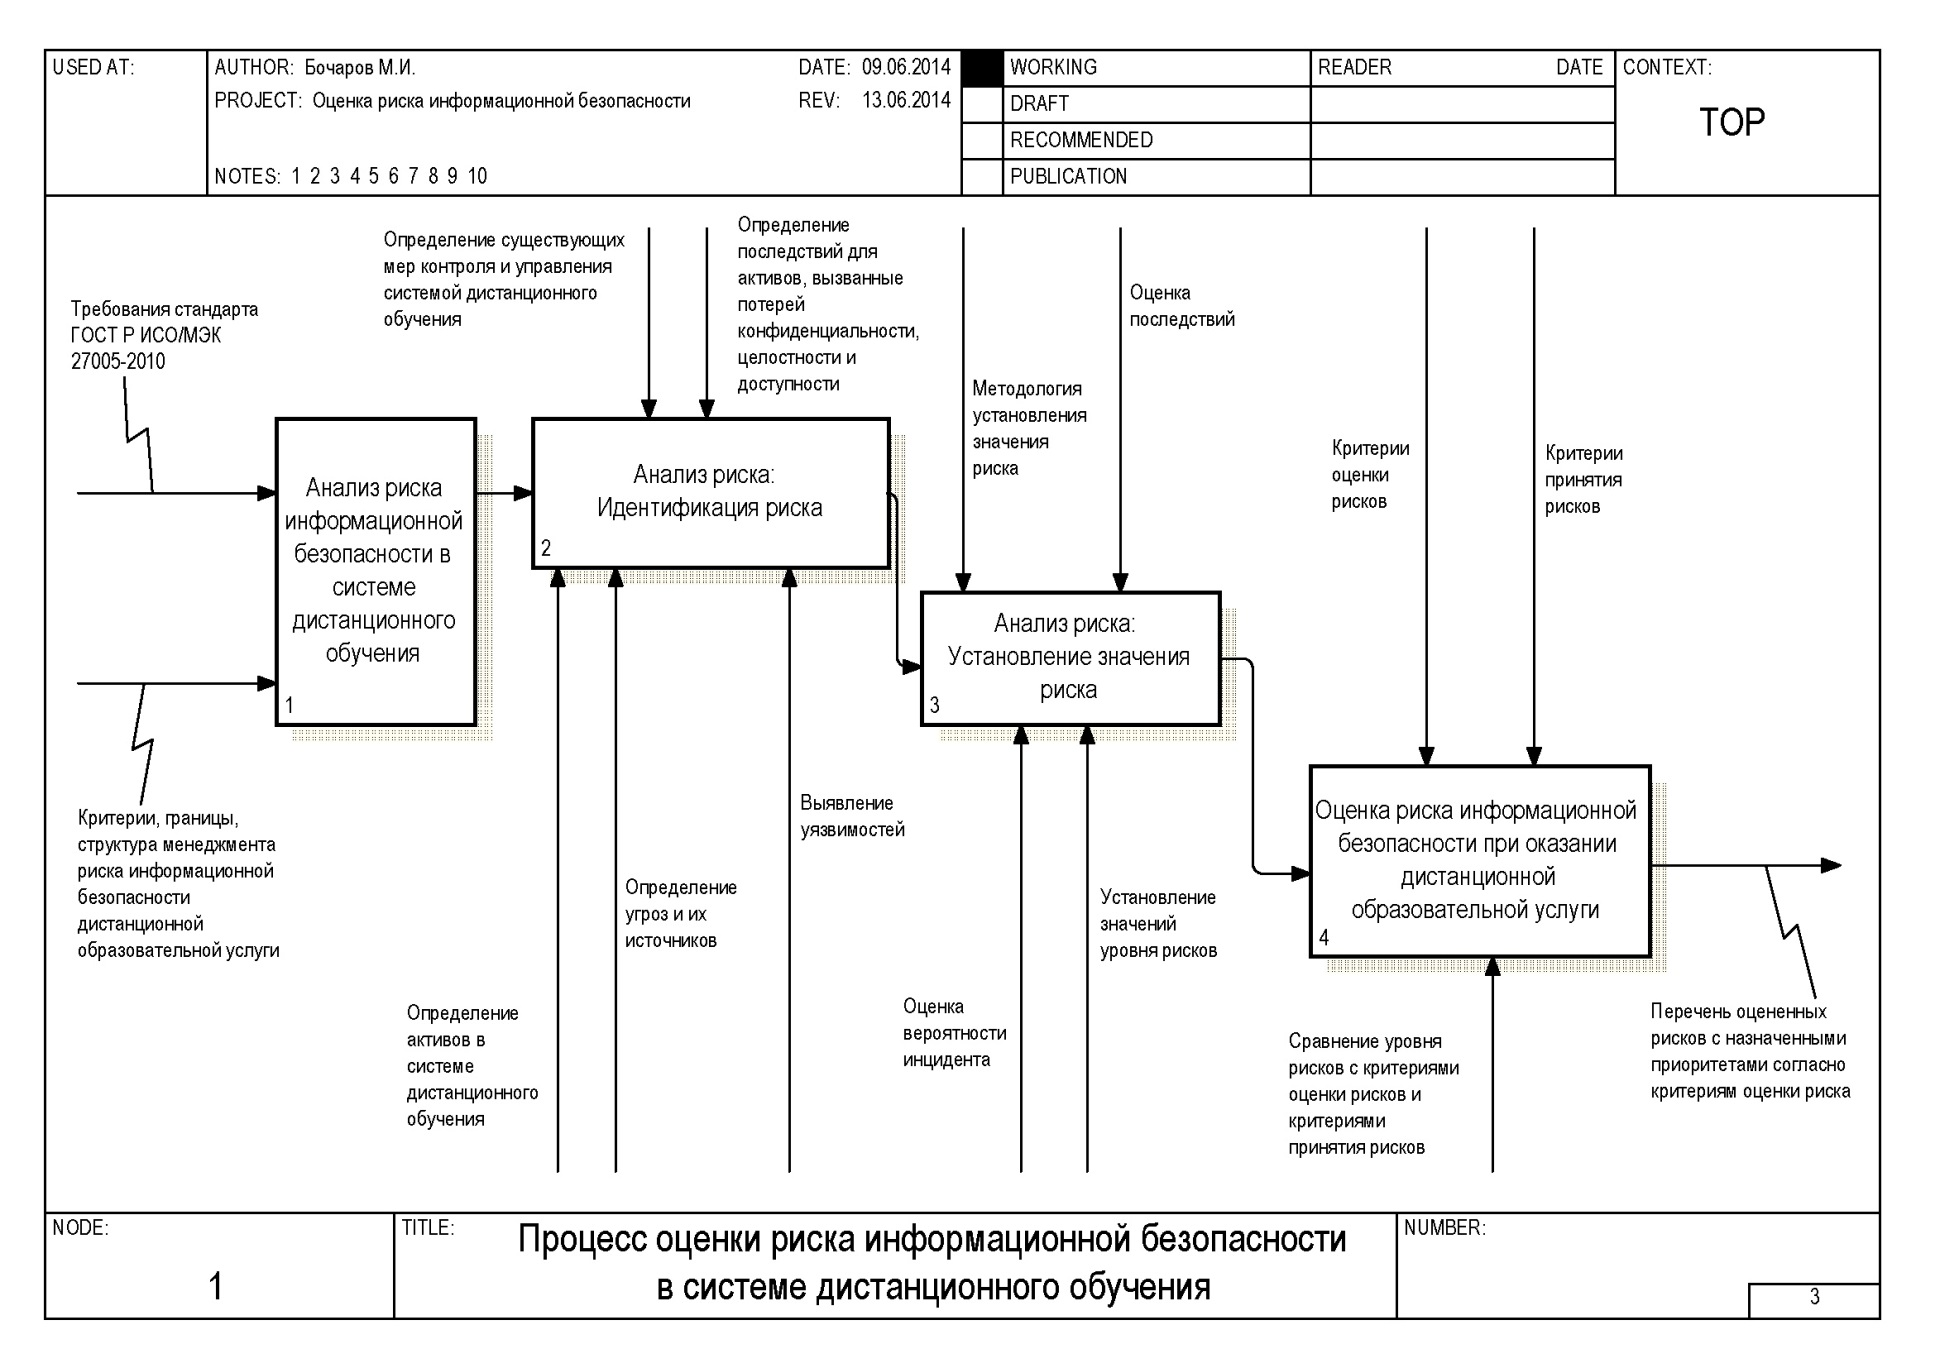 USED AT:
AUTHOR: Бочаров М.И.
DATE: 09.06.2014
PROJECT: Оценка риска информационной безопасности
REV: 13.06.2014
NOTES: 1 2 3 4 5 6 7 8 9 10
WORKING
DRAFT
RECOMMENDED
PUBLICATION
READER
DATE
CONTEXT:
TOP
Требования стандарта
ГОСТ Р ИСО/МЭК
27005-2010
Определение существующих
мер контроля и управления
системой дистанционного
обучения
Определение
последствий для
активов, вызванные
потерей
конфиденциальности,
целостности и
доступности
Методология
установления
значения
риска
Оценка
последствий
Критерии
оценки
рисков
Критерии
принятия
рисков
Анализ риска
информационной
безопасности в
системе
дистанционного
обучения
1
Анализ риска:
Идентификация риска
2
Анализ риска:
Установление значения
риска
3
Оценка риска информационной
безопасности при оказании
дистанционной
образовательной услуги
4
Критерии, границы,
структура менеджмента
риска информационной
безопасности
дистанционной
образовательной услуги
Определение
активов в
системе
дистанционного
обучения
Определение
угроз и их
источников
Выявление
уязвимостей
Оценка
вероятности
инцидента
Установление
значений
уровня рисков
Сравнение уровня
рисков с критериями
оценки рисков и
критериями
принятия рисков
Перечень оцененных
рисков с назначенными
приоритетами согласно
критериям оценки риска
NODE:
1
TITLE:
Процесс оценки риска информационной безопасности
в системе дистанционного обучения
NUMBER:
3